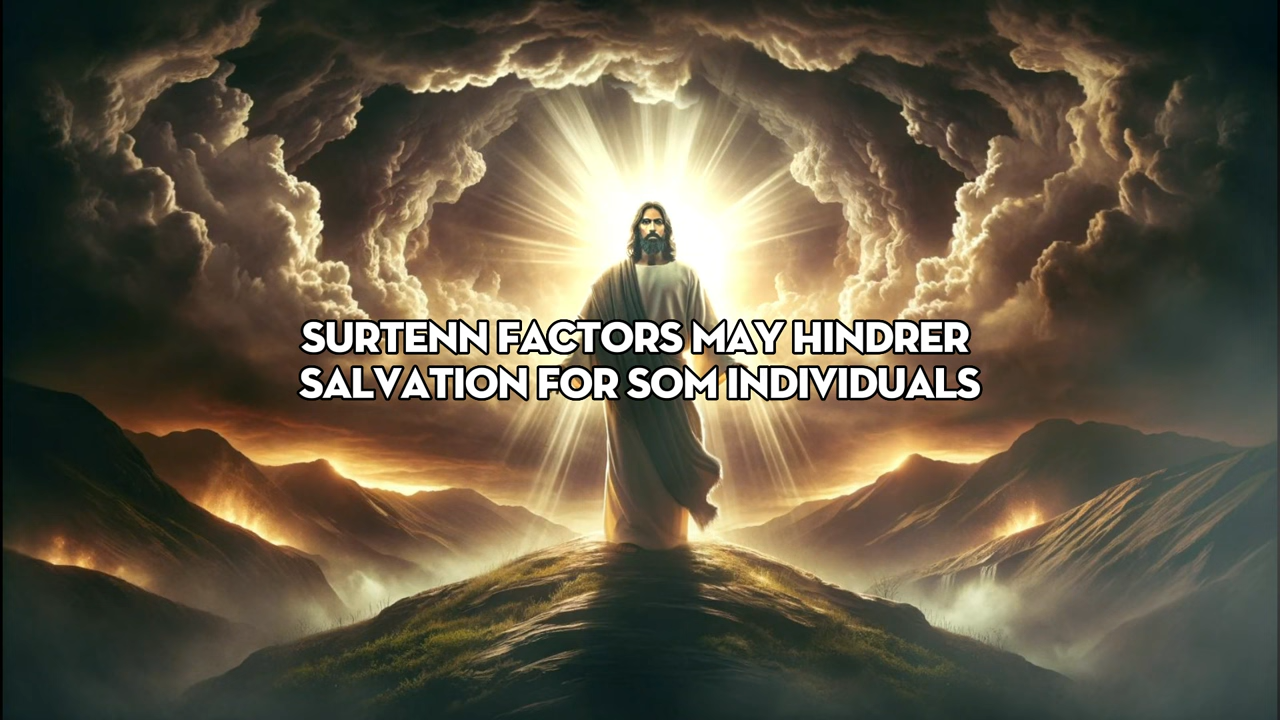 SURTENN FACTORS MAY HINDRER
SALVATION FOR SOM INDIVIDUALS